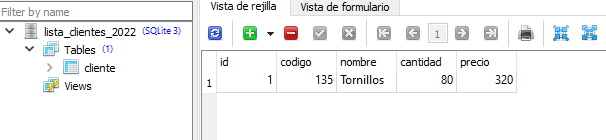 Filter by name
lista_clientes_2022 (SQLite 3)
Tables (1)
cliente
Views
Vista de rejilla Vista de formulario
1
id codigo nombre cantidad precio
1 1 135 Tornillos 80 320